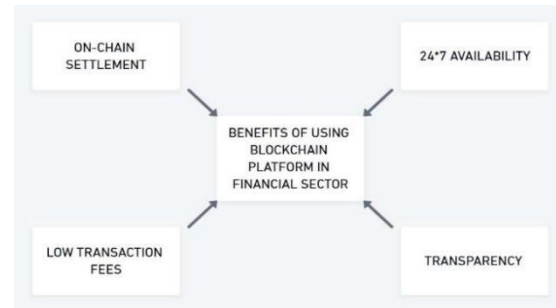 ON-CHAIN
SETTLEMENT
24*7 AVAILABILITY
BENEFITS OF USING
BLOCKCHAIN
PLATFORM IN
FINANCIAL SECTOR
LOW TRANSACTION
FEES
TRANSPARENCY